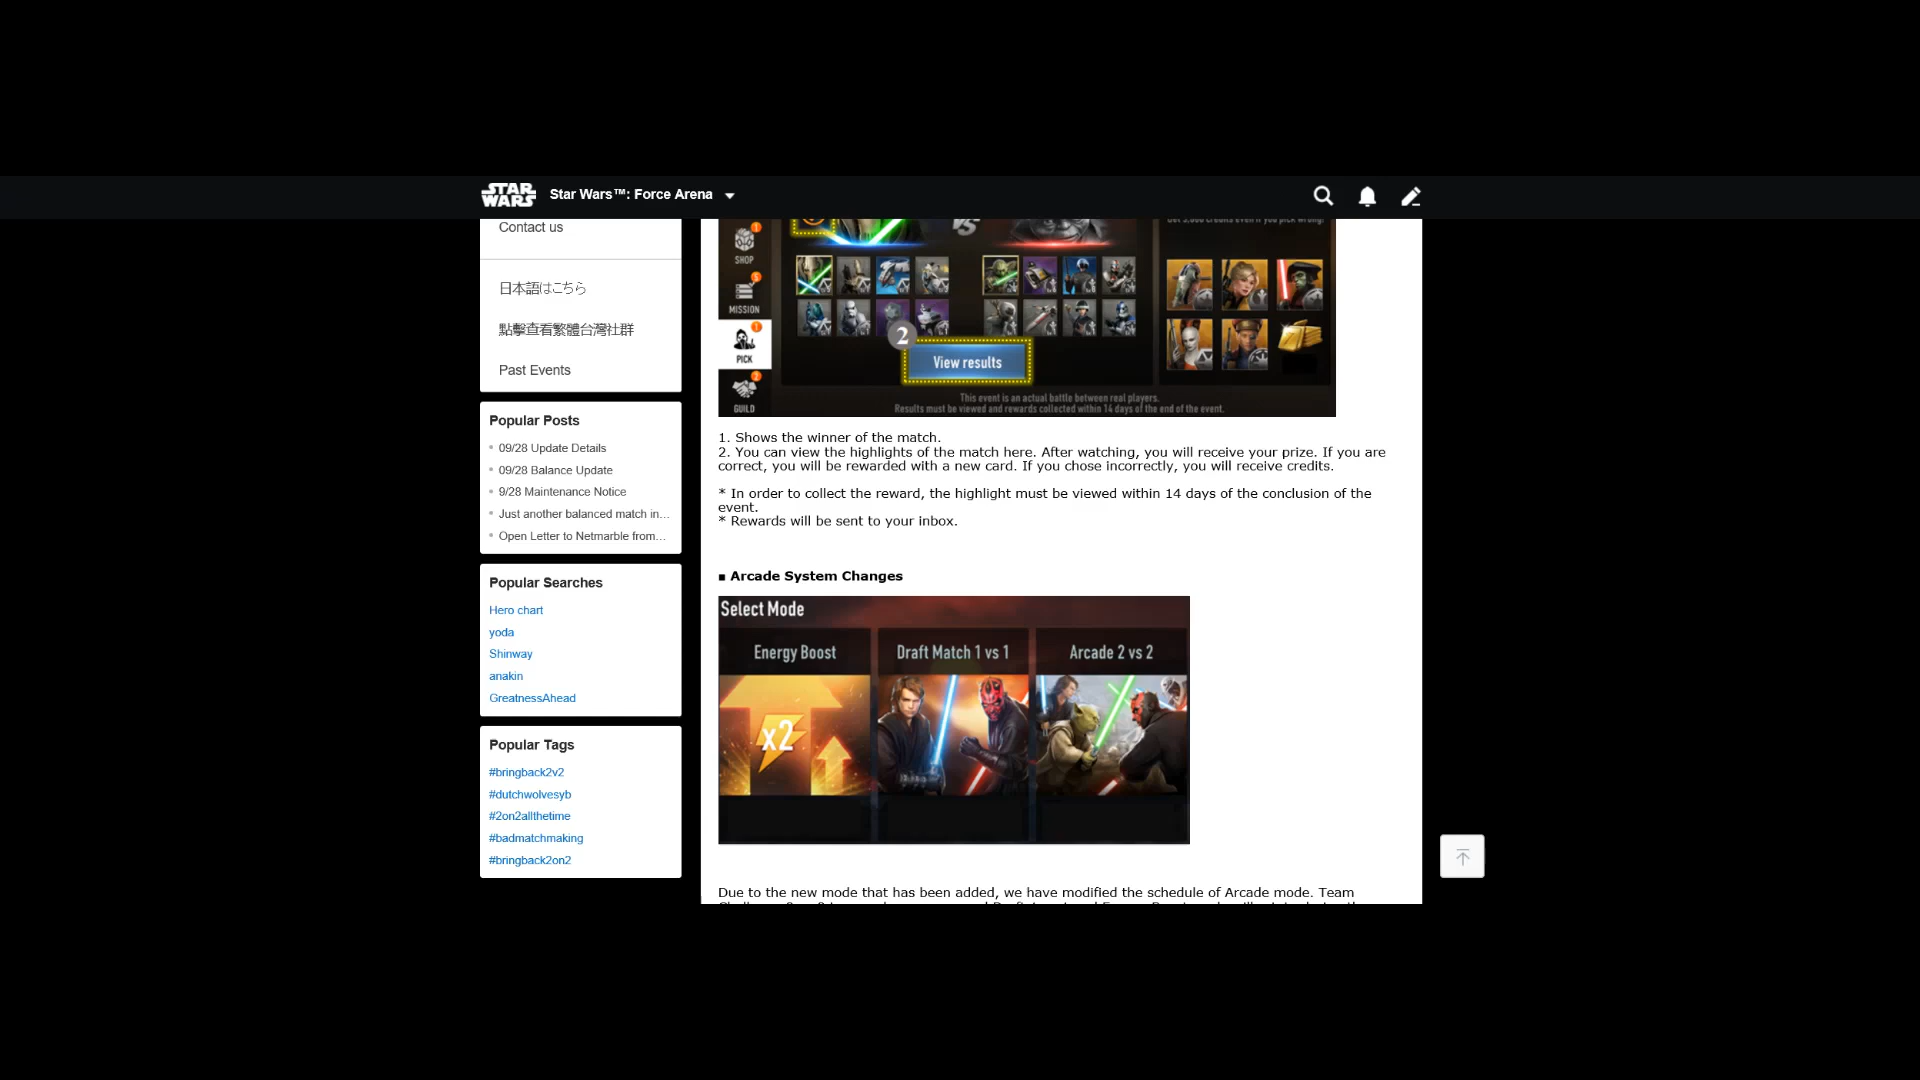 STAR WARS
Star Wars™: Force Arena
Contact us
日本語はこちら
點擊查看繁體台灣社群
Past Events
Popular Posts
09/28 Update Details
09/28 Balance Update
9/28 Maintenance Notice
Just another balanced match in...
Open Letter to Netmarble from...
Popular Searches
Hero chart
yoda
Shinway
anakin
GreatnessAhead
Popular Tags
#bringback2v2
#dutchwolvesyb
#2on2allthetime
#badmatchmaking
#bringback2on2
VS
1
SHOP
5
MISSION
1
PICK
2
GUILD
2
View results
This event is an actual battle between real players.
Results must be viewed and rewards collected within 14 days of the end of the event.
1. Shows the winner of the match.
2. You can view the highlights of the match here. After watching, you will receive your prize. If you are
correct, you will be rewarded with a new card. If you chose incorrectly, you will receive credits.
* In order to collect the reward, the highlight must be viewed within 14 days of the conclusion of the
event.
* Rewards will be sent to your inbox.
■ Arcade System Changes
Select Mode
Energy Boost
Draft Match 1 vs 1
Arcade 2 vs 2
x2
Due to the new mode that has been added, we have modified the schedule of Arcade mode. Team